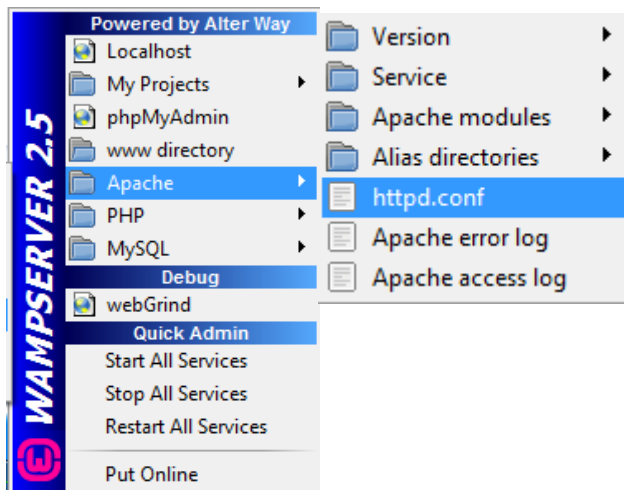 WAMPSERVER 2.5
Powered by Alter Way
Localhost
My Projects
phpMyAdmin
www directory
Apache
PHP
MySQL
Debug
webGrind
Quick Admin
Start All Services
Stop All Services
Restart All Services
Put Online
Version
Service
Apache modules
Alias directories
httpd.conf
Apache error log
Apache access log